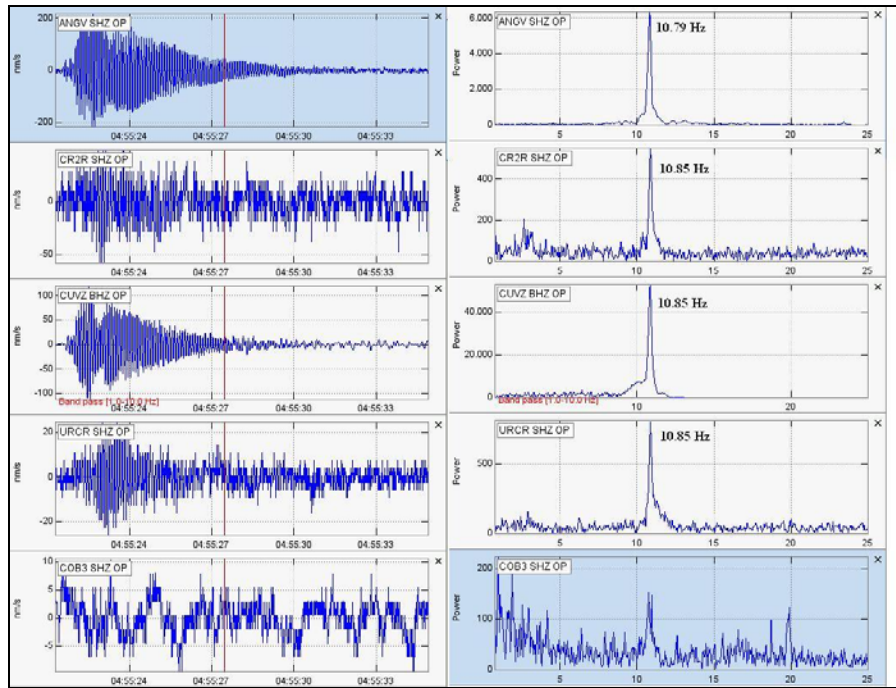 ANGV SHZ OP
200
0
-200
nm/s
04:55:24 04:55:27 04:55:30 04:55:33
ANGV SHZ OP
10.79 Hz
6.000
4.000
2.000
0
Power
5 10 15 20 25
CR2R SHZ OP
0
-50
nm/s
04:55:24 04:55:27 04:55:30 04:55:33
CR2R SHZ OP
10.85 Hz
400
200
0
Power
5 10 15 20 25
CUVZ BHZ OP
100
50
0
-50
-100
nm/s
Band pass [1.0-10.0 Hz]
04:55:24 04:55:27 04:55:30 04:55:33
CUVZ BHZ OP
10.85 Hz
40.000
20.000
0
Power
Band pass [1.0-10.0 Hz]
10 20
URCR SHZ OP
20
0
-20
nm/s
04:55:24 04:55:27 04:55:30 04:55:33
URCR SHZ OP
10.85 Hz
500
0
Power
5 10 15 20 25
COB3 SHZ OP
10
5
0
-5
nm/s
04:55:24 04:55:27 04:55:30 04:55:33
COB3 SHZ OP
200
100
0
Power
5 10 15 20 25